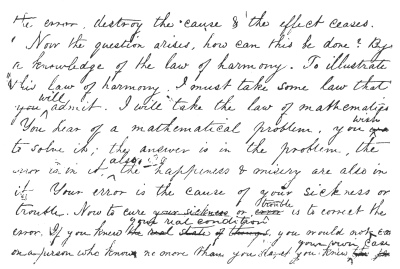 the error, destroy the cause & the effect ceases.
Now the question arises, how can this be done? By
a knowledge of the law of harmony. To illustrate
this law of harmony I must take some law that
you will admit. I will take the law of mathematics
You hear of a mathematical problem, you wish
to solve it; the answer is in the problem, the
error is in it, also the happiness & misery are also in
it. Your error is the cause of your sickness or
trouble. Now to cure your sickness or error trouble is to correct the
error. If you knew the real state of things your real condition, you would not
on a person who knows no more than you do, yet you knew your own case